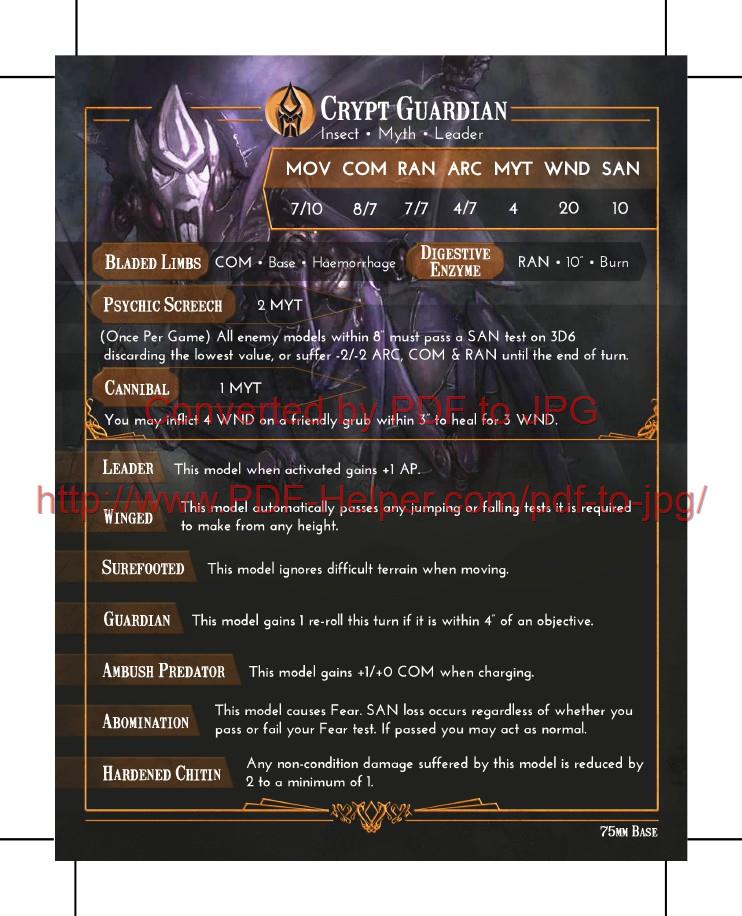 CRYPT GUARDIAN
Insect • Myth • Leader
MOV COM RAN ARC MYT WND SAN
7/10 8/7 7/7 4/7 4 20 10
BLADED LIMBS COM • Base • Haemorrhage DIGESTIVE ENZYME RAN • 10" • Burn
PSYCHIC SCREECH 2 MYT
(Once Per Game) All enemy models within 8" must pass a SAN test on 3D6
discarding the lowest value, or suffer -2/-2 ARC, COM & RAN until the end of turn.
CANNIBAL 1 MYT
Converted by PDF to JPG
You may inflict 4 WND on a friendly grub within 3" to heal for 3 WND.
LEADER This model when activated gains +1 AP.
http://www.PDF-Helper.com/pdf-to-jpg/
WINGED This model automatically passes any jumping or falling tests it is required
to make from any height.
SUREFOOTED This model ignores difficult terrain when moving.
GUARDIAN This model gains 1 re-roll this turn if it is within 4" of an objective.
AMBUSH PREDATOR This model gains +1/+0 COM when charging.
ABOMINATION This model causes Fear. SAN loss occurs regardless of whether you
pass or fail your Fear test. If passed you may act as normal.
HARDENED CHITIN Any non-condition damage suffered by this model is reduced by
2 to a minimum of 1.
75MM BASE